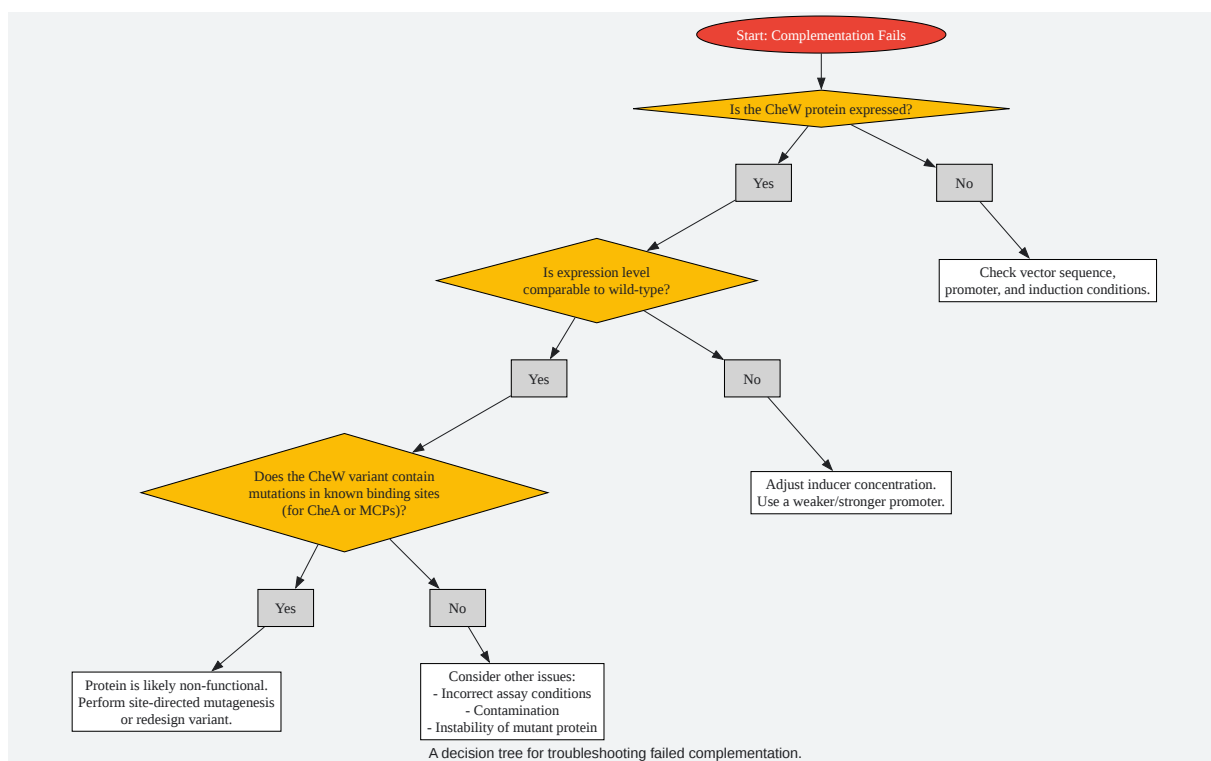 Start: Complementation Fails
Is the CheW protein expressed?
Yes
No
Is expression level
comparable to wild-type?
Check vector sequence,
promoter, and induction conditions.
Yes
No
Does the CheW variant contain
mutations in known binding sites
(for CheA or MCPs)?
Adjust inducer concentration.
Use a weaker/stronger promoter.
Yes
No
Protein is likely non-functional.
Perform site-directed mutagenesis
or redesign variant.
Consider other issues:
- Incorrect assay conditions
- Contamination
- Instability of mutant protein
A decision tree for troubleshooting failed complementation.